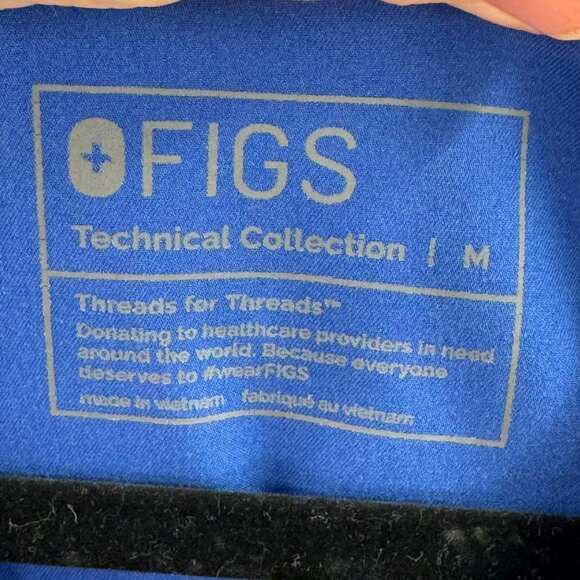 FIGS
Technical Collection | M
Threads for Threads™
Donating to healthcare providers in need
around the world. Because everyone
deserves to #wearFIGS
made in vietnam fabriqué au vietnam